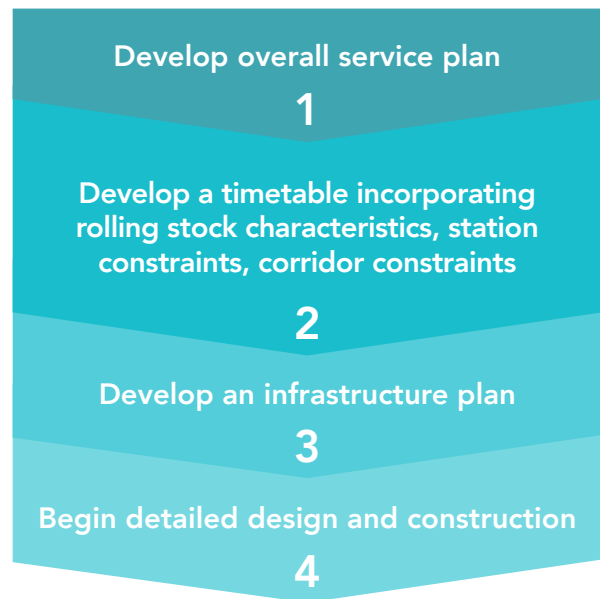 Develop overall service plan
1
Develop a timetable incorporating
rolling stock characteristics, station
constraints, corridor constraints
2
Develop an infrastructure plan
3
Begin detailed design and construction
4